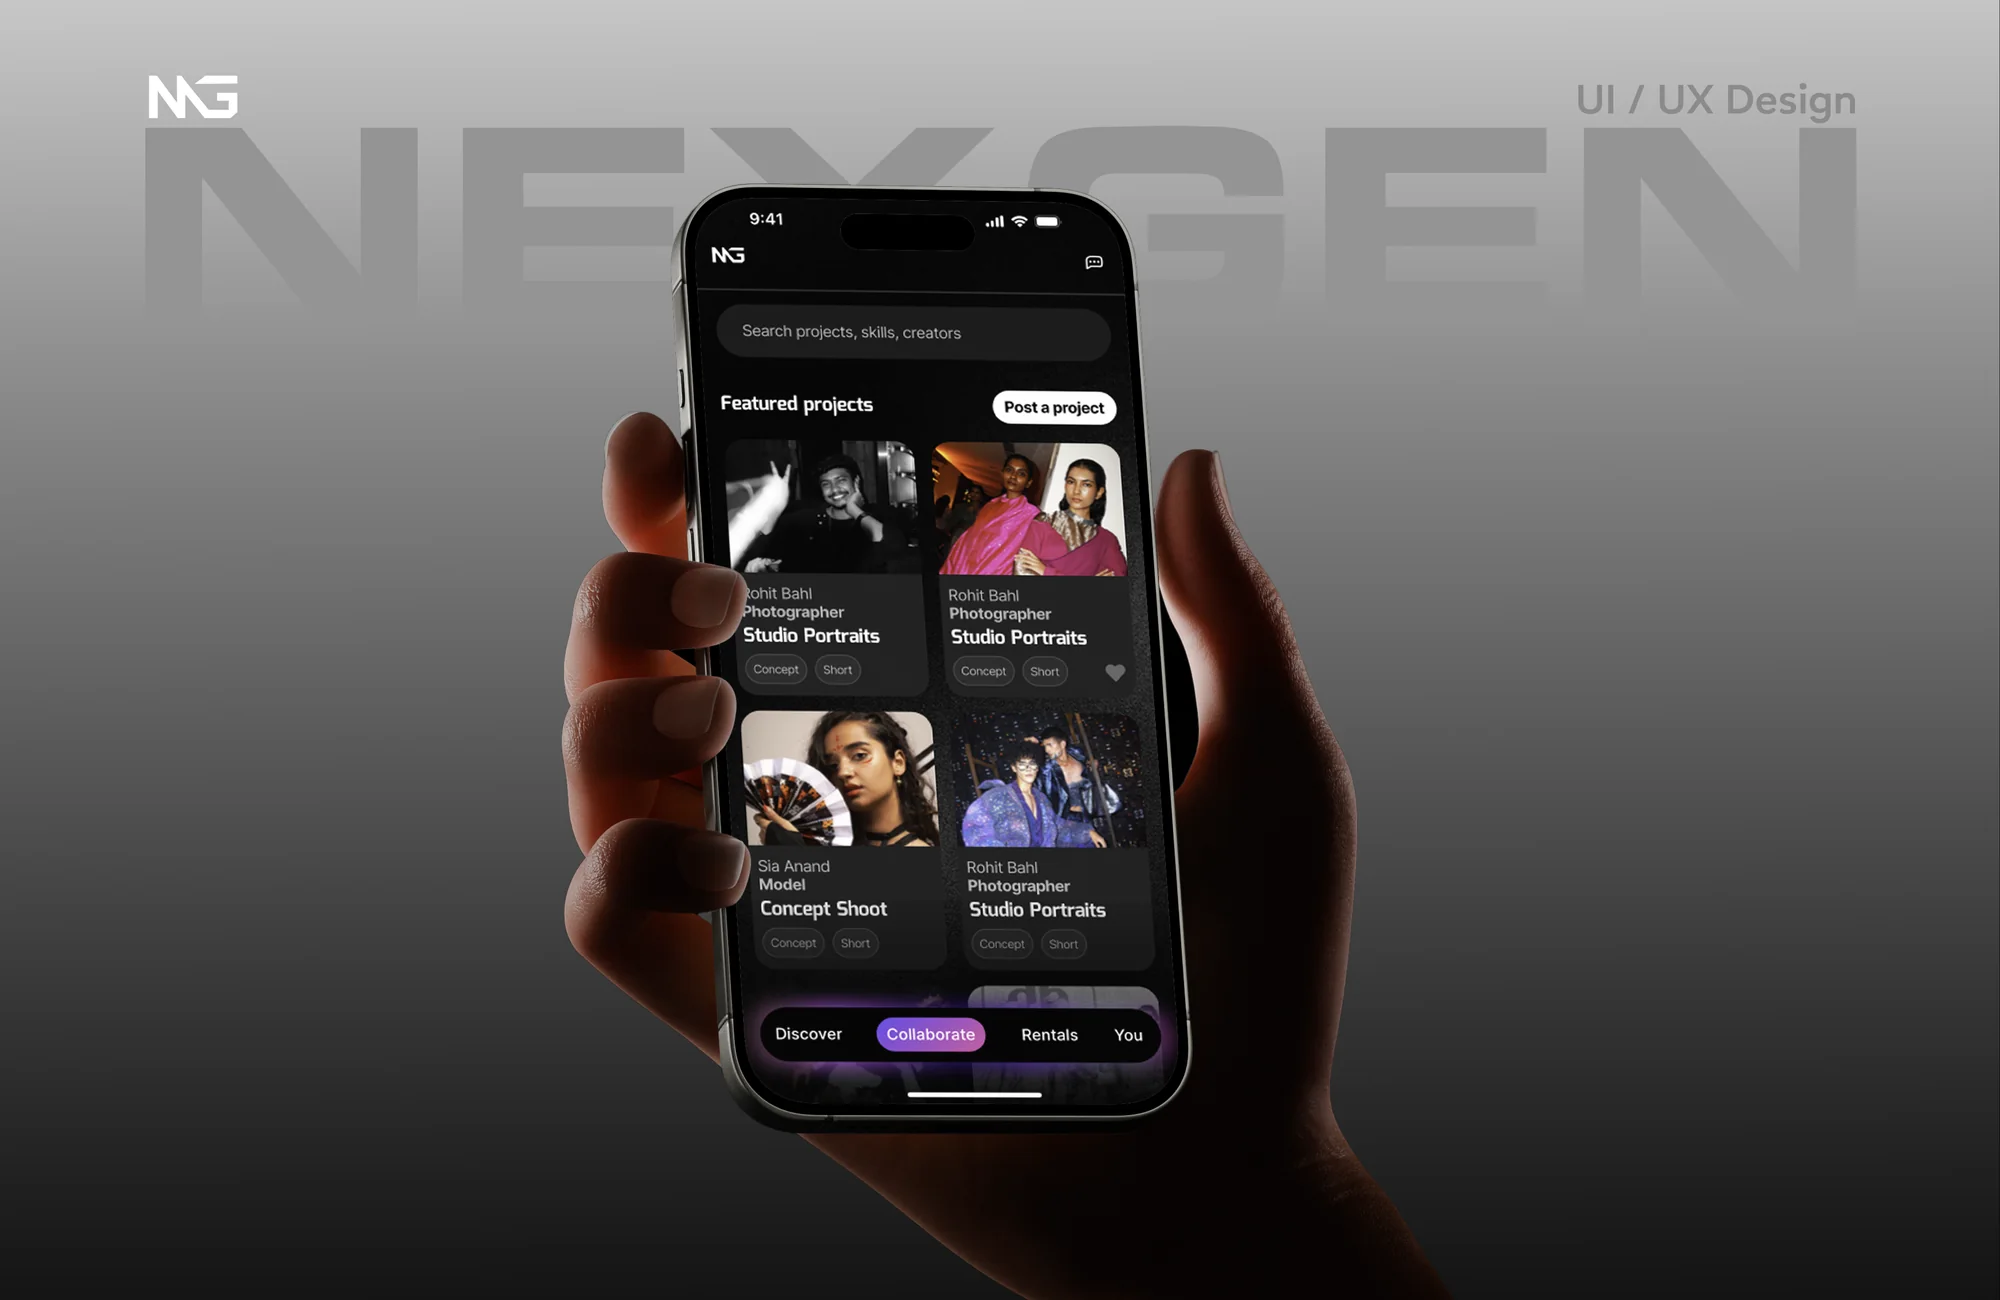 NG
UI / UX Design
NEXGEN
9:41
NG
Search projects, skills, creators
Featured projects
Post a project
Rohit Bahl
Photographer
Studio Portraits
Concept
Short
Rohit Bahl
Photographer
Studio Portraits
Concept
Short
Sia Anand
Model
Concept Shoot
Concept
Short
Rohit Bahl
Photographer
Studio Portraits
Concept
Short
Discover
Collaborate
Rentals
You